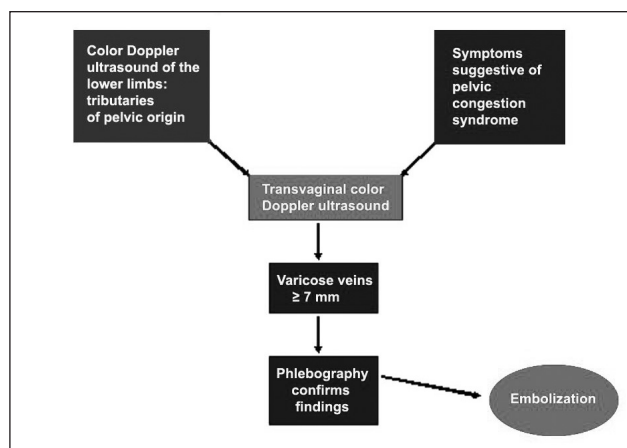 Color Doppler
ultrasound of the
lower limbs:
tributaries
of pelvic origin
Symptoms
suggestive of
pelvic
congestion
syndrome
Transvaginal color
Doppler ultrasound
Varicose veins
≥ 7 mm
Phlebography
confirms
findings
Embolization